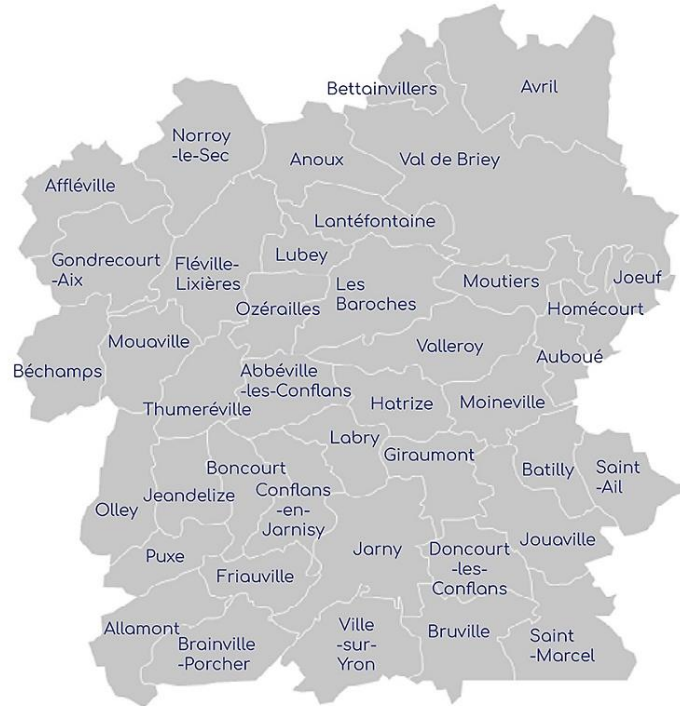 Bettainvillers
Avril
Norroy
-le-Sec
Anoux
Val de Briey
Affléville
Lantéfontaine
Gondrecourt
-Aix
Fléville-
Lixières
Lubey
Les
Baroches
Moutiers
Joeuf
Ozérailles
Homécourt
Mouaville
Valleroy
Auboué
Béchamps
Abbéville
-les-Conflans
Thumeréville
Hatrize
Moineville
Labry
Giraumont
Boncourt
Batilly
Saint
-Ail
Jeandelize
Conflans
-en-
Jarnisy
Olley
Jarny
Doncourt
-les-
Conflans
Jouaville
Puxe
Friauville
Allamont
Brainville
-Porcher
Ville
-sur-
Yron
Bruville
Saint
-Marcel